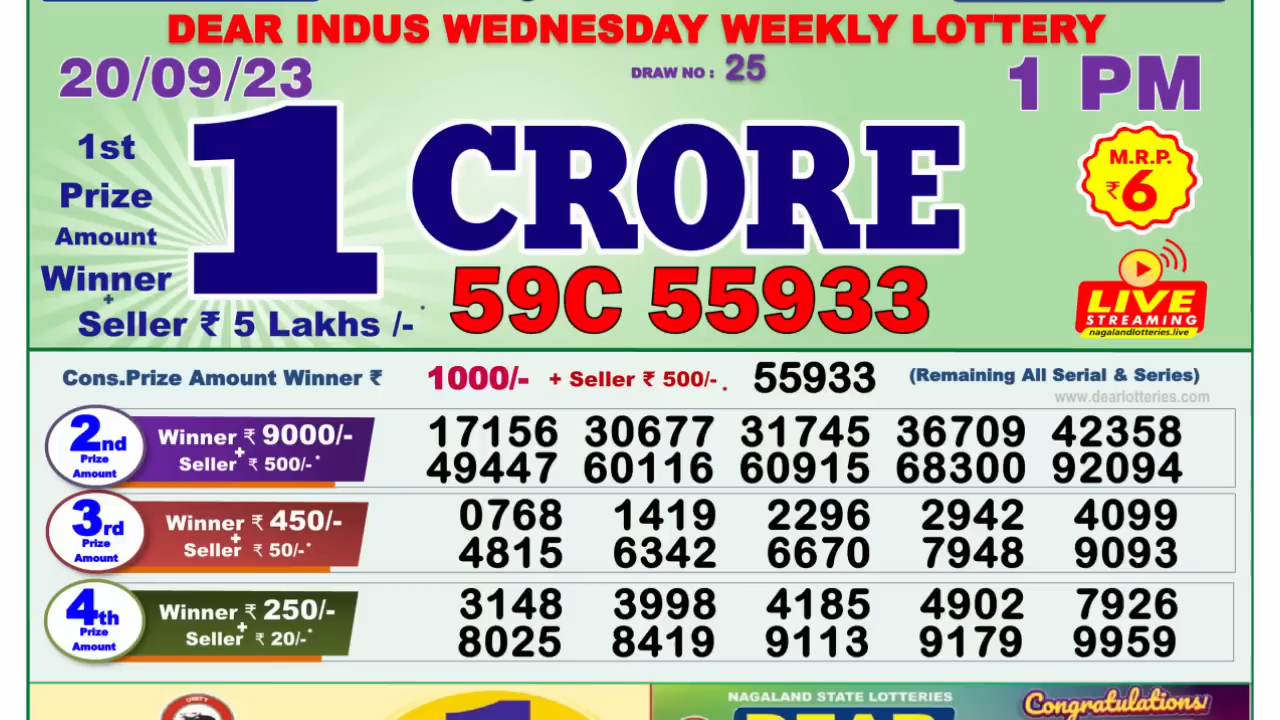 DEAR INDUS WEDNESDAY WEEKLY LOTTERY
20/09/23
DRAW NO : 25
1 PM
1st
Prize
Amount
Winner
+
Seller ₹ 5 Lakhs /-*
1 CRORE
59C 55933
M.R.P.
₹6
LIVE
STREAMING
nagalandlotteries.live
Cons.Prize Amount Winner ₹ 1000/- + Seller ₹ 500/- . 55933 (Remaining All Serial & Series)
www.dearlotteries.com
2nd
Prize
Amount
Winner ₹ 9000/-
+
Seller ₹ 500/-*
17156 30677 31745 36709 42358
49447 60116 60915 68300 92094
3rd
Prize
Amount
Winner ₹ 450/-
+
Seller ₹ 50/-*
0768 1419 2296 2942 4099
4815 6342 6670 7948 9093
4th
Prize
Amount
Winner ₹ 250/-
+
Seller ₹ 20/-*
3148 3998 4185 4902 7926
8025 8419 9113 9179 9959
UNITY
1
NAGALAND STATE LOTTERIES
DEAR
Congratulations!